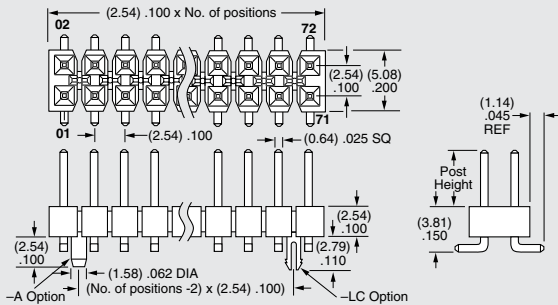 (2.54) .100 x No. of positions
02
72
(2.54)
.100
(5.08)
.200
01
(2.54) .100
(0.64) .025 SQ
71
(1.14)
.045
REF
Post
Height
(2.54)
.100
(3.81)
.150
(2.54)
.100
(2.79)
.110
(1.58) .062 DIA
–A Option
(No. of positions -2) x (2.54) .100)
–LC Option